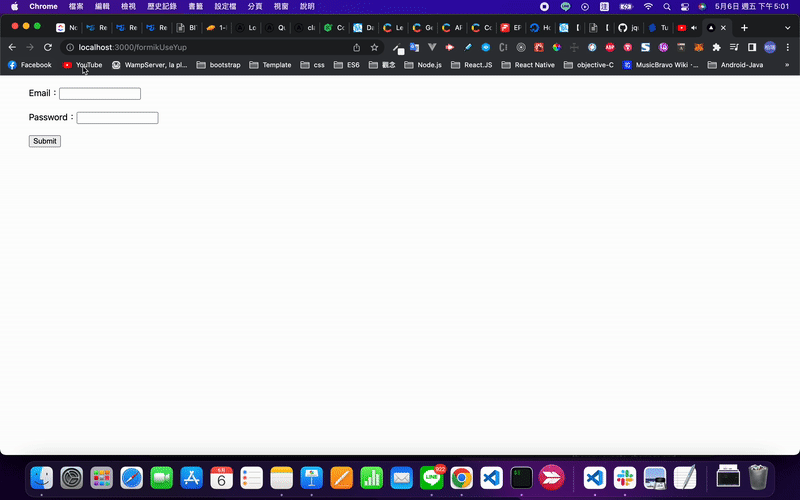 Chrome 檔案 編輯 檢視 歷史記錄 書籤 設定檔 分頁 視窗 說明 5月6日 週五 下午5:01
localhost:3000/formikUseYup
Facebook YouTube WampServer, la pl... bootstrap Template css ES6 觀念 Node.js React.JS React Native objective-C MusicBravo Wiki -... Android-Java »
Email：
Password：
Submit